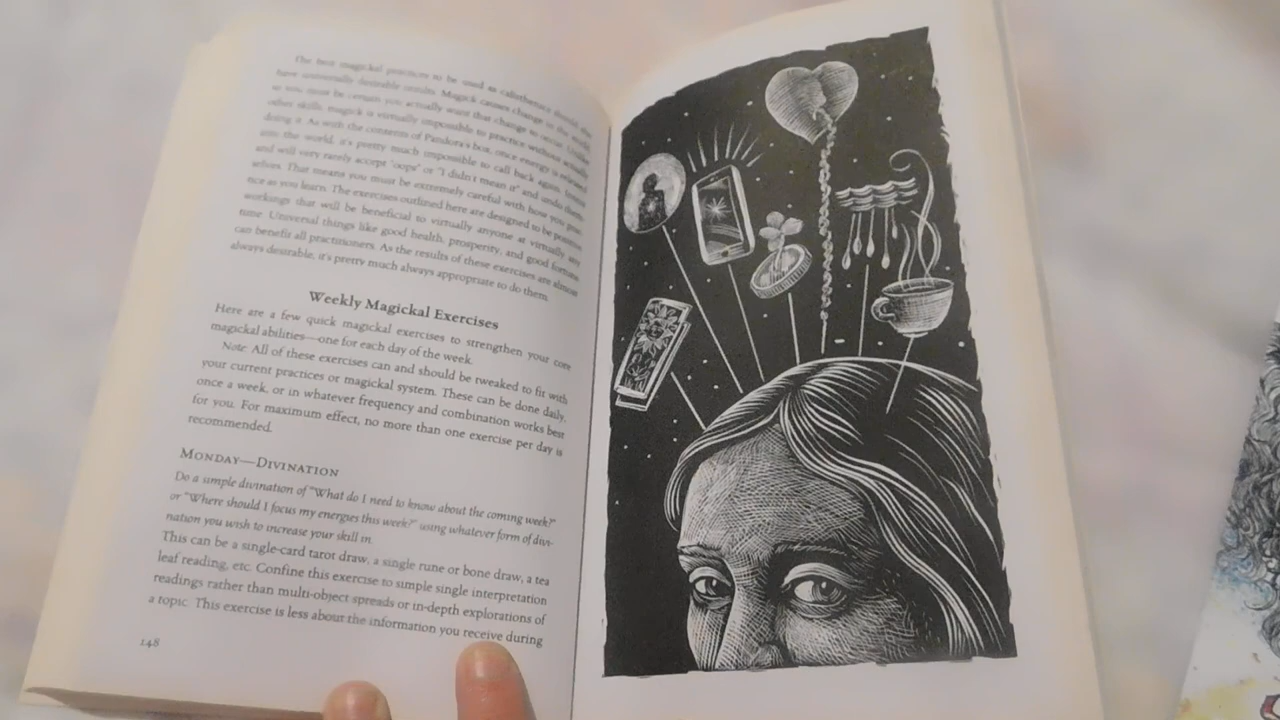 The best magickal practices to be used as calisthenics should
have universally desirable results. Magick causes change in the
so you must be certain you actually want that change to occur. Unlike
other skills, magick is virtually impossible to practice without actually
doing it. As with the contents of Pandora's box, once energy is released
into the world, it's pretty much impossible to call back again.
and will very rarely accept "oops" or "I didn't mean it" and undo them-
selves. That means you must be extremely careful with how you prac-
tice as you learn. The exercises outlined here are designed to be positive
workings that will be beneficial to virtually anyone at virtually any
time. Universal things like good health, prosperity, and good fortune
can benefit all practitioners. As the results of these exercises are almost
always desirable, it's pretty much always appropriate to do them.
Weekly Magickal Exercises
Here are a few quick magickal exercises to strengthen your core
magickal abilities—one for each day of the week.
Note: All of these exercises can and should be tweaked to fit with
your current practices or magickal system. These can be done daily,
once a week, or in whatever frequency and combination works best
for you. For maximum effect, no more than one exercise per day is
recommended.
Monday—Divination
Do a simple divination of "What do I need to know about the coming week?"
or "Where should I focus my energies this week?" using whatever form of divi-
nation you wish to increase your skill in.
This can be a single-card tarot draw, a single rune or bone draw, a tea
leaf reading, etc. Confine this exercise to simple single interpretation
readings rather than multi-object spreads or in-depth explorations of
a topic. This exercise is less about the information you receive during
148